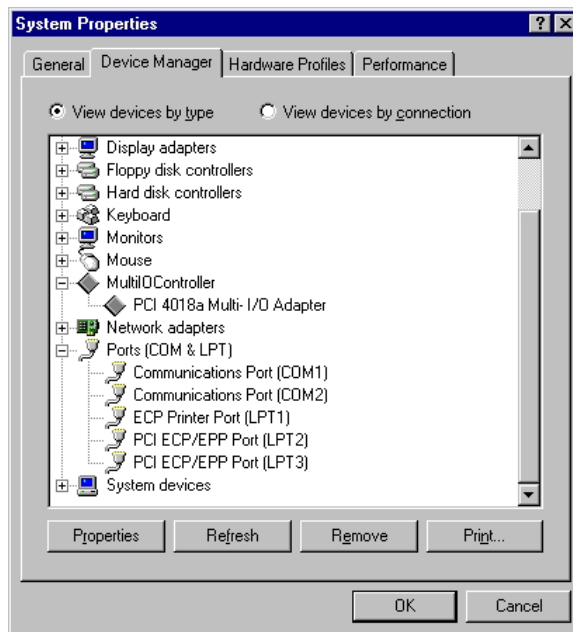 System Properties
General
Device Manager
Hardware Profiles
Performance
View devices by type
View devices by connection
Display adapters
Floppy disk controllers
Hard disk controllers
Keyboard
Monitors
Mouse
MultiIOController
PCI 4018a Multi- I/O Adapter
Network adapters
Ports (COM & LPT)
Communications Port (COM1)
Communications Port (COM2)
ECP Printer Port (LPT1)
PCI ECP/EPP Port (LPT2)
PCI ECP/EPP Port (LPT3)
System devices
Properties
Refresh
Remove
Print...
OK
Cancel